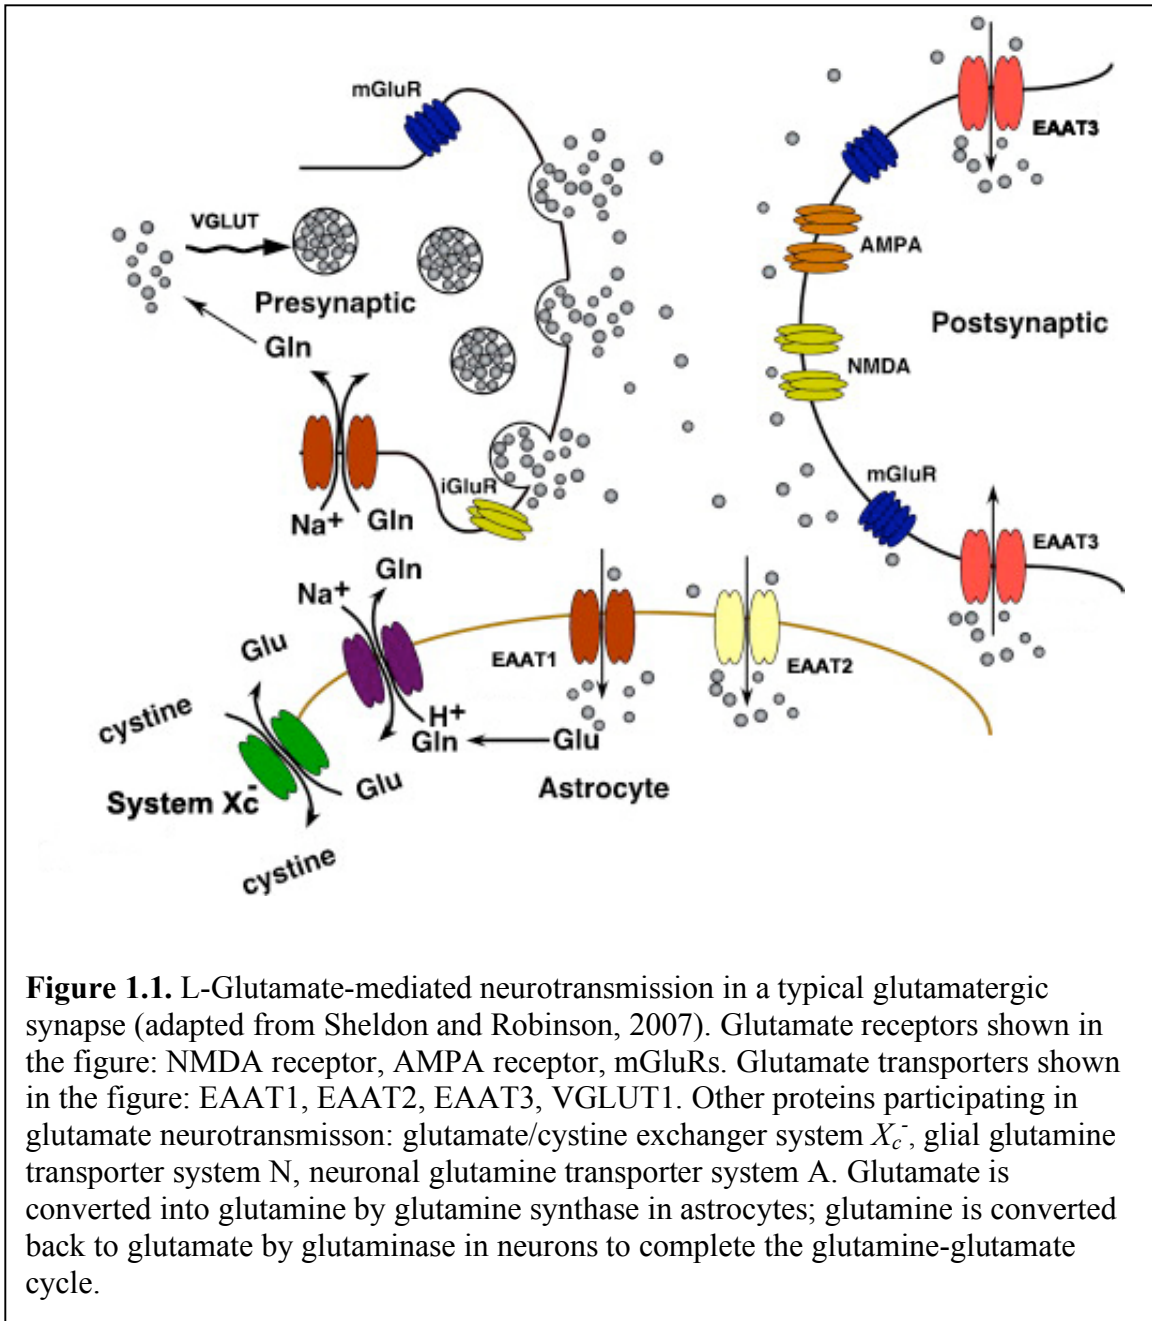 mGluR
EAAT3
VGLUT
AMPA
Presynaptic
Postsynaptic
Gln
NMDA
mGluR
iGluR
Na+ Gln
EAAT3
Gln
Na+
Glu
EAAT1
EAAT2
cystine
H+
Gln
Glu
Glu
Astrocyte
System Xc-
cystine
Figure 1.1. L-Glutamate-mediated neurotransmission in a typical glutamatergic
synapse (adapted from Sheldon and Robinson, 2007). Glutamate receptors shown in
the figure: NMDA receptor, AMPA receptor, mGluRs. Glutamate transporters shown
in the figure: EAAT1, EAAT2, EAAT3, VGLUT1. Other proteins participating in
glutamate neurotransmisson: glutamate/cystine exchanger system Xc-, glial glutamine
transporter system N, neuronal glutamine transporter system A. Glutamate is
converted into glutamine by glutamine synthase in astrocytes; glutamine is converted
back to glutamate by glutaminase in neurons to complete the glutamine-glutamate
cycle.